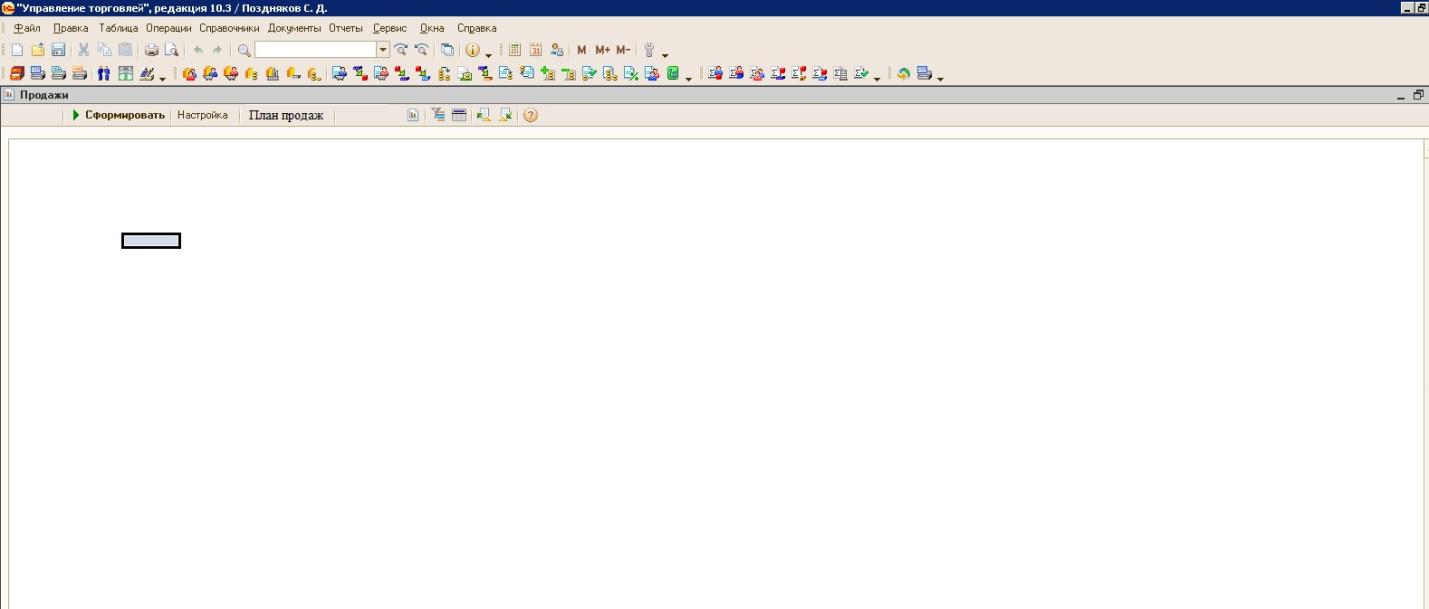 "Управление торговлей", редакция 10.3 / Поздняков С. Д.
Файл Правка Таблица Операции Справочники Документы Отчеты Сервис Окна Справка
M M+ M-
Продажи
Сформировать Настройка План продаж